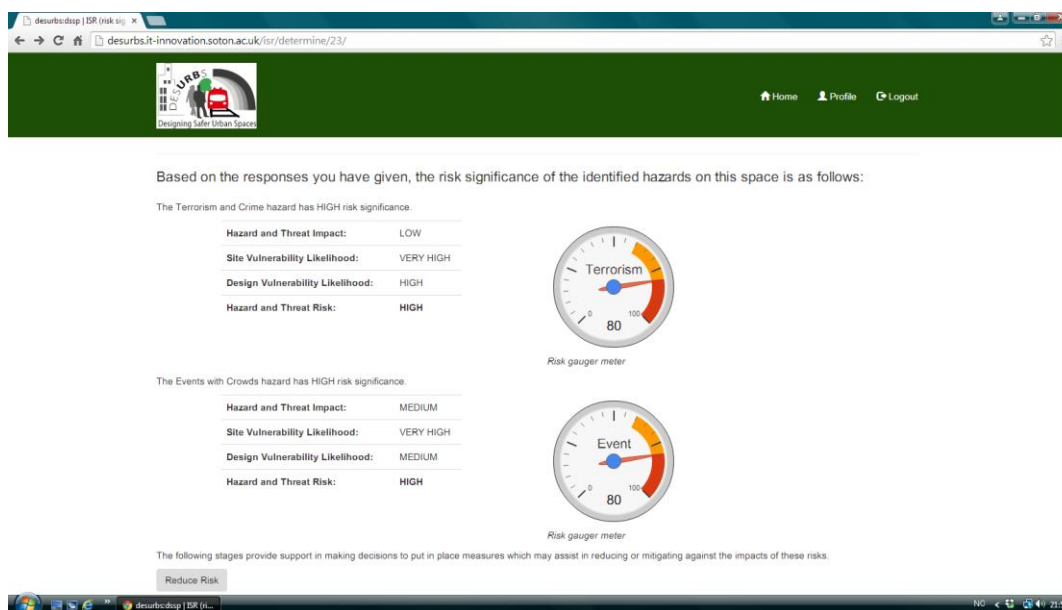 desurbs:dssp | ISR (risk sig
desurbs.it-innovation.soton.ac.uk/isr/determine/23/
DESURBS
Designing Safer Urban Spaces
Home Profile Logout
Based on the responses you have given, the risk significance of the identified hazards on this space is as follows:
The Terrorism and Crime hazard has HIGH risk significance.
Hazard and Threat Impact: LOW
Site Vulnerability Likelihood: VERY HIGH
Design Vulnerability Likelihood: HIGH
Hazard and Threat Risk: HIGH
Terrorism
0 100
80
Risk gauger meter
The Events with Crowds hazard has HIGH risk significance.
Hazard and Threat Impact: MEDIUM
Site Vulnerability Likelihood: VERY HIGH
Design Vulnerability Likelihood: MEDIUM
Hazard and Threat Risk: HIGH
Event
0 100
80
Risk gauger meter
The following stages provide support in making decisions to put in place measures which may assist in reducing or mitigating against the impacts of these risks.
Reduce Risk
desurbs:dssp | ISR (ri...
NO